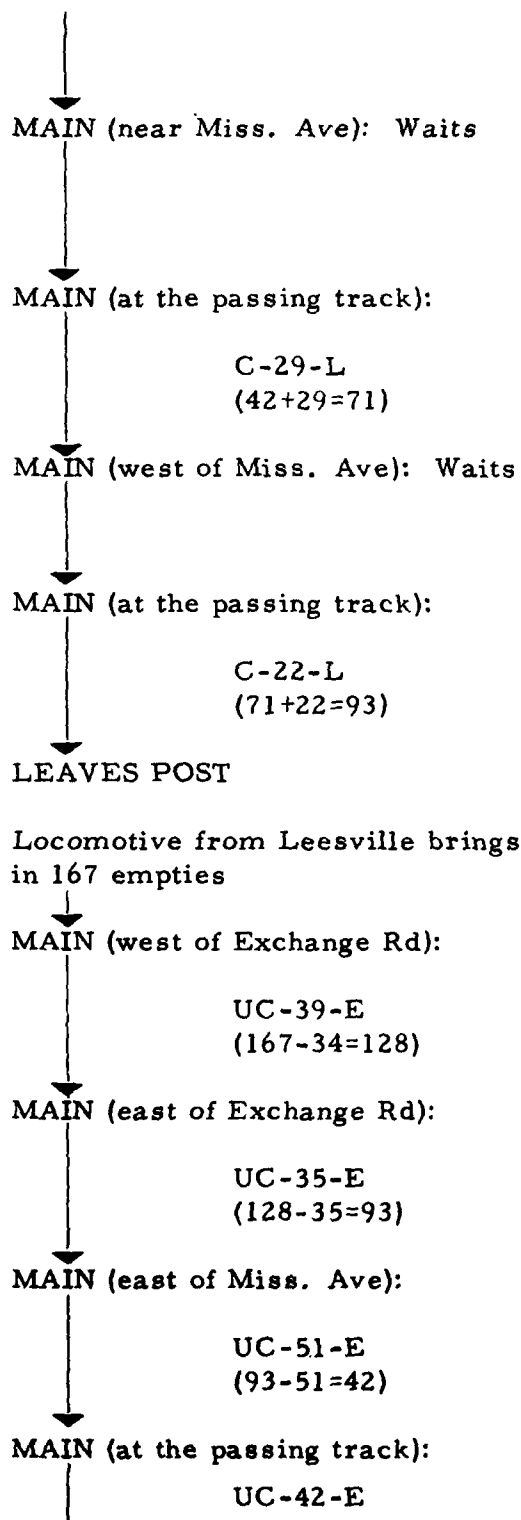 MAIN (near Miss. Ave): Waits
MAIN (at the passing track):
C-29-L
(42+29=71)
MAIN (west of Miss. Ave): Waits
MAIN (at the passing track):
C-22-L
(71+22=93)
LEAVES POST
Locomotive from Leesville brings
in 167 empties
MAIN (west of Exchange Rd):
UC-39-E
(167-34=128)
MAIN (east of Exchange Rd):
UC-35-E
(128-35=93)
MAIN (east of Miss. Ave):
UC-51-E
(93-51=42)
MAIN (at the passing track):
UC-42-E